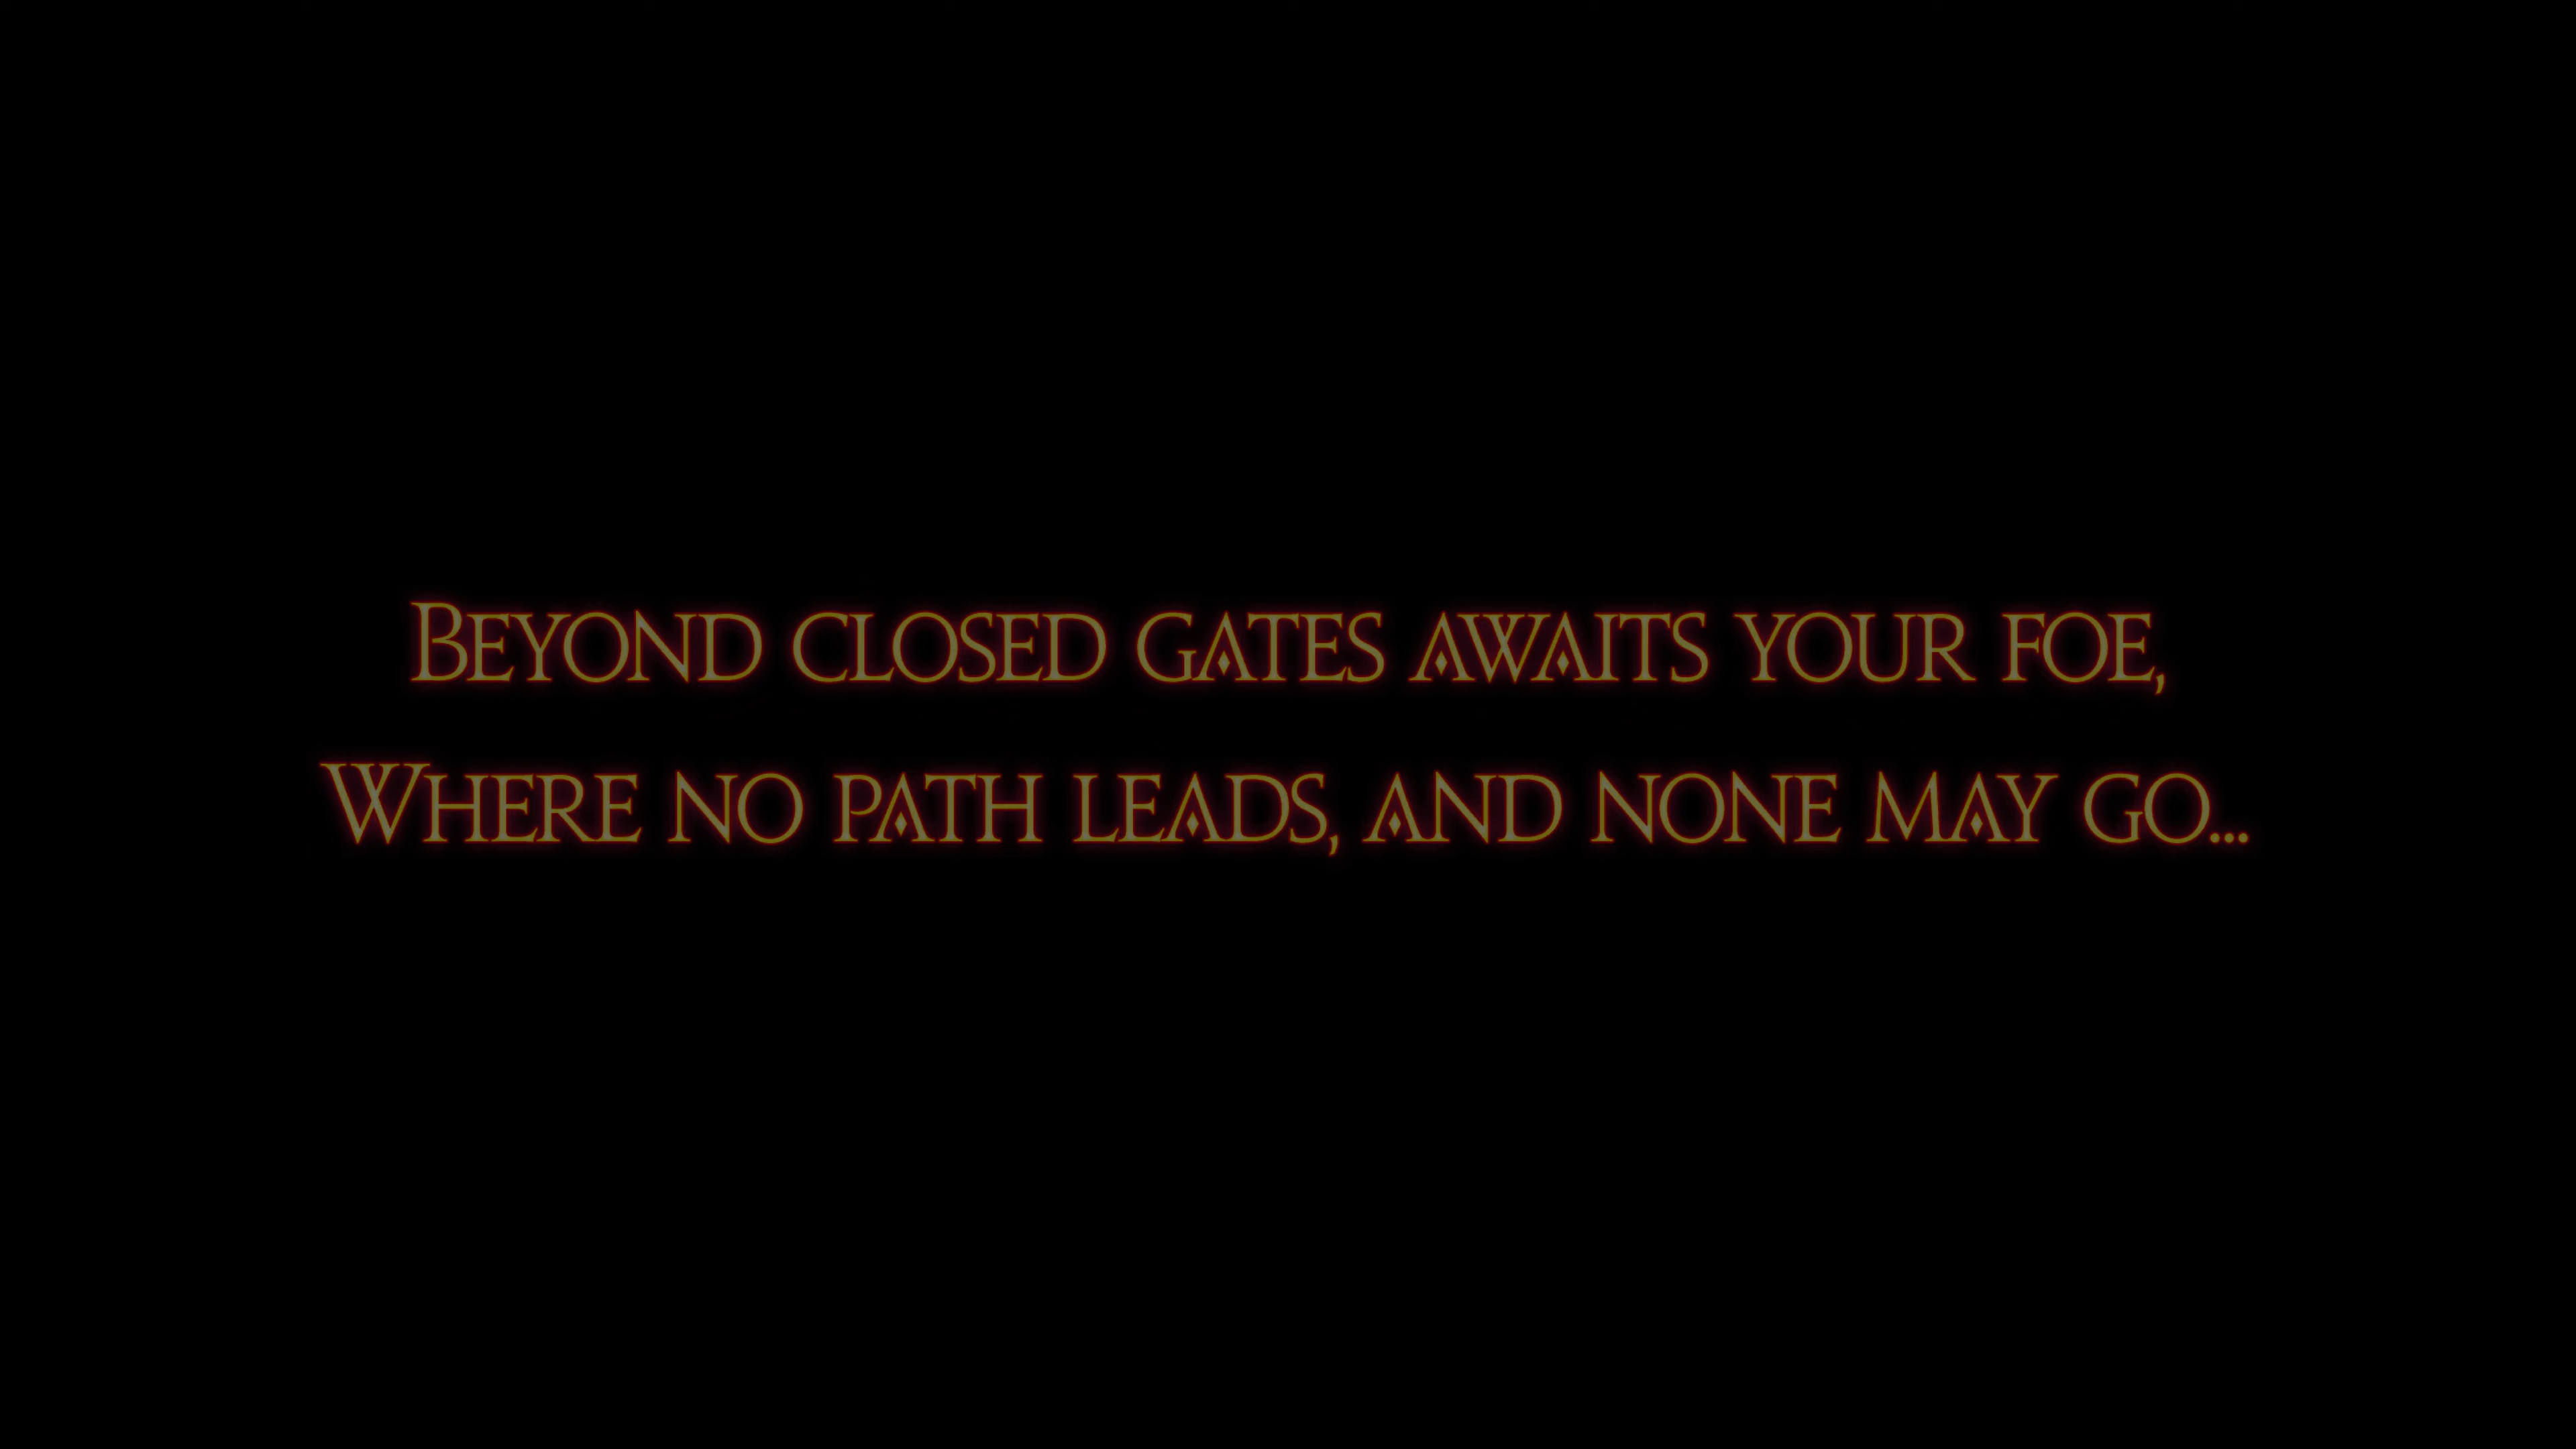 Beyond closed gates awaits your foe,
Where no path leads, and none may go...